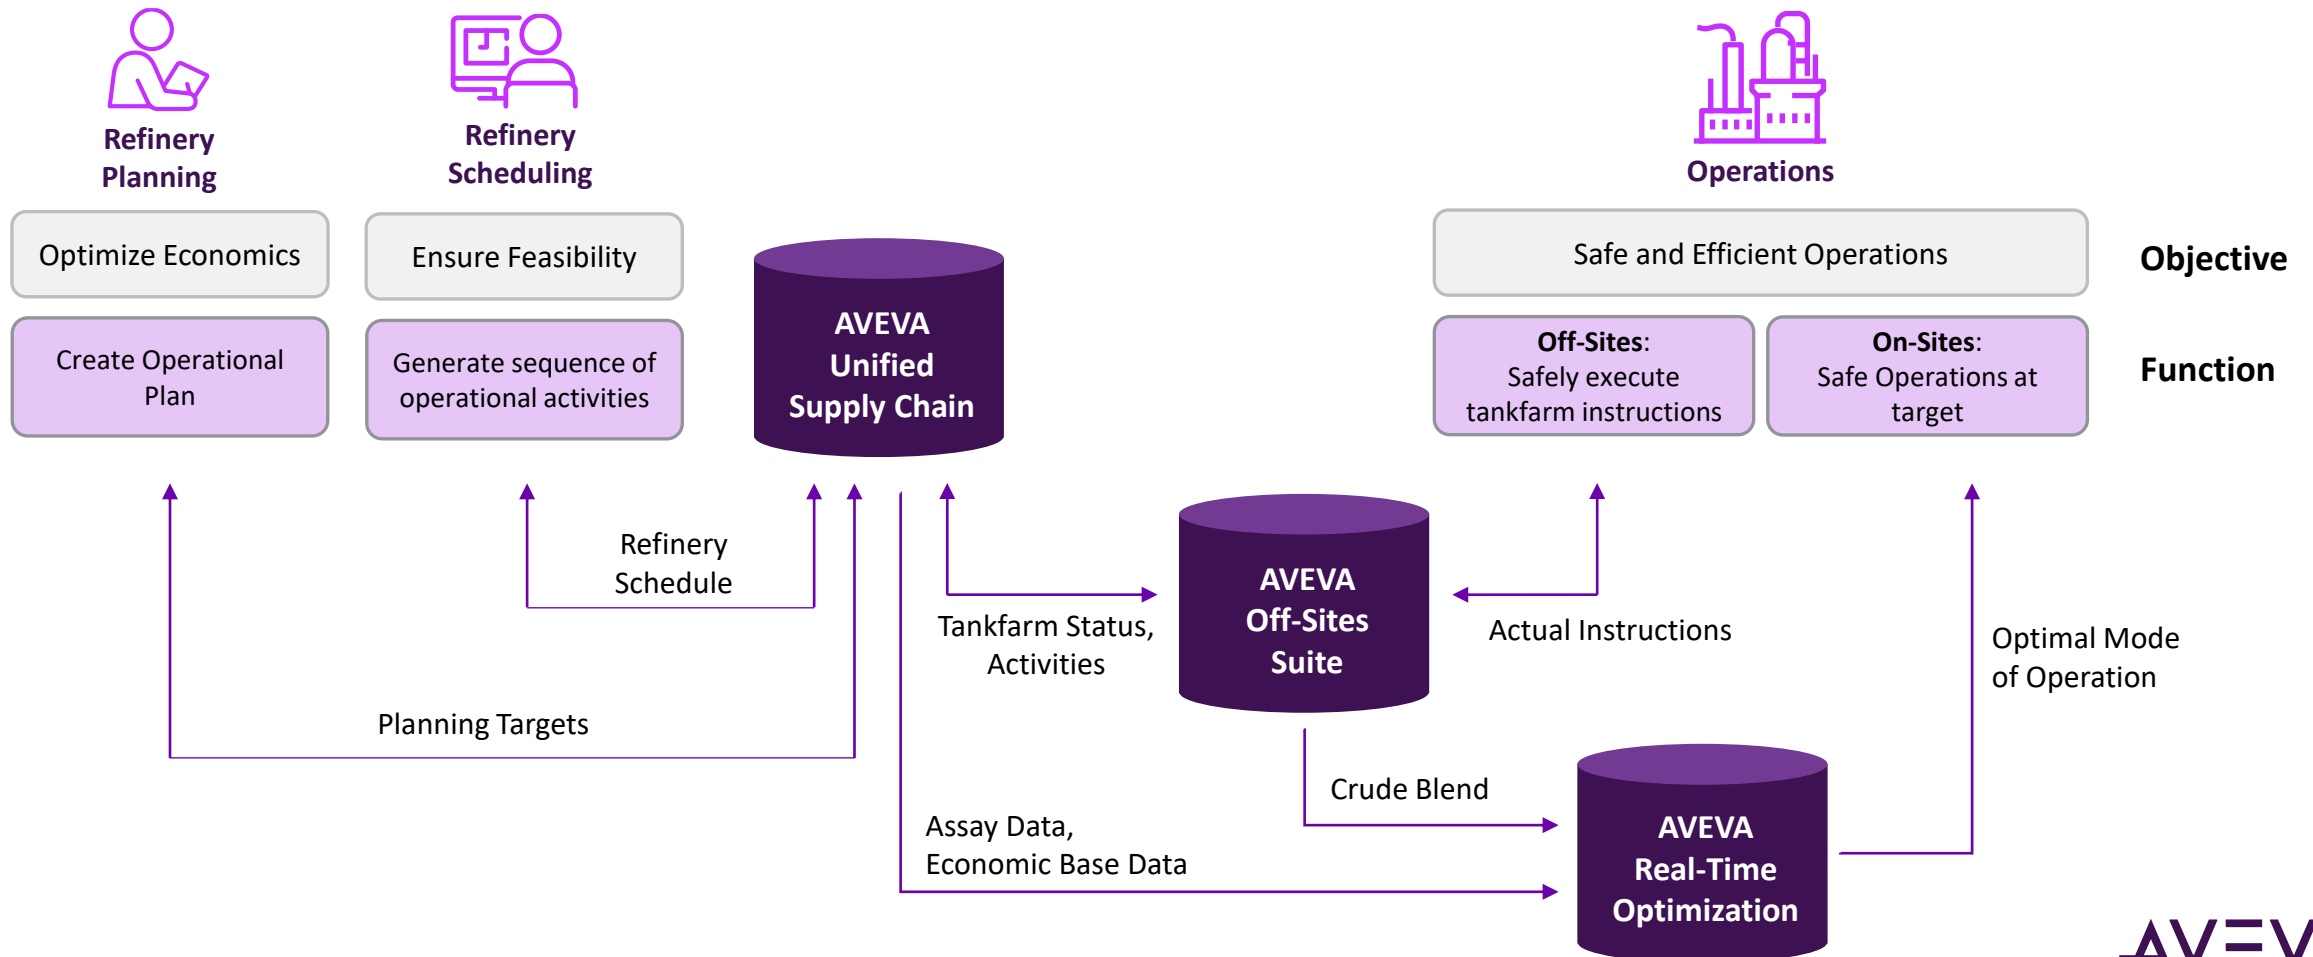 Refinery
Planning
Refinery
Scheduling
Operations
Optimize Economics
Ensure Feasibility
Safe and Efficient Operations
Objective
Create Operational
Plan
Generate sequence of
operational activities
AVEVA
Unified
Supply Chain
Off-Sites:
Safely execute
tankfarm instructions
On-Sites:
Safe Operations at
target
Function
Refinery
Schedule
Tankfarm Status,
Activities
AVEVA
Off-Sites
Suite
Actual Instructions
Optimal Mode
of Operation
Planning Targets
Crude Blend
Assay Data,
Economic Base Data
AVEVA
Real-Time
Optimization
AVEV